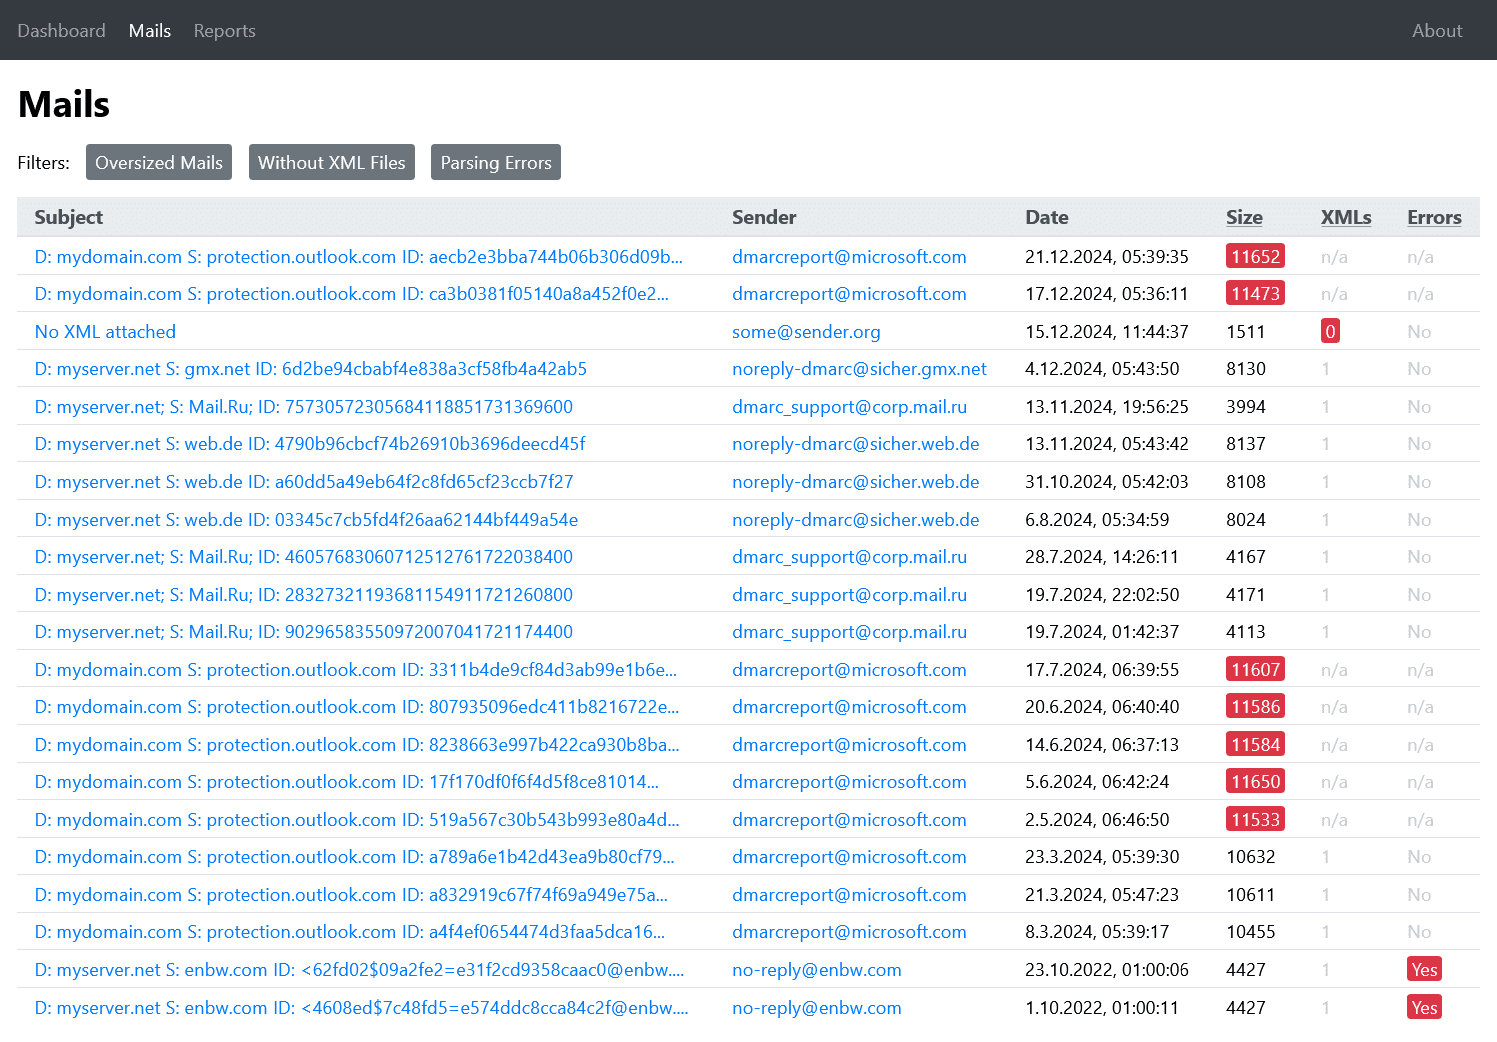 Dashboard Mails Reports About
Mails
Filters: Oversized Mails Without XML Files Parsing Errors
Subject Sender Date Size XMLs Errors
D: mydomain.com S: protection.outlook.com ID: aecb2e3bba744b06b306d09b... dmarcreport@microsoft.com 21.12.2024, 05:39:35 11652 n/a n/a
D: mydomain.com S: protection.outlook.com ID: ca3b0381f05140a8a452f0e2... dmarcreport@microsoft.com 17.12.2024, 05:36:11 11473 n/a n/a
No XML attached some@sender.org 15.12.2024, 11:44:37 1511 0 No
D: myserver.net S: gmx.net ID: 6d2be94cbabf4e838a3cf58fb4a42ab5 noreply-dmarc@sicher.gmx.net 4.12.2024, 05:43:50 8130 1 No
D: myserver.net; S: Mail.Ru; ID: 75730572305684118851731369600 dmarc_support@corp.mail.ru 13.11.2024, 19:56:25 3994 1 No
D: myserver.net S: web.de ID: 4790b96cbcf74b26910b3696deecd45f noreply-dmarc@sicher.web.de 13.11.2024, 05:43:42 8137 1 No
D: myserver.net S: web.de ID: a60dd5a49eb64f2c8fd65cf23ccb7f27 noreply-dmarc@sicher.web.de 31.10.2024, 05:42:03 8108 1 No
D: myserver.net S: web.de ID: 03345c7cb5fd4f26aa62144bf449a54e noreply-dmarc@sicher.web.de 6.8.2024, 05:34:59 8024 1 No
D: myserver.net; S: Mail.Ru; ID: 46057683060712512761722038400 dmarc_support@corp.mail.ru 28.7.2024, 14:26:11 4167 1 No
D: myserver.net; S: Mail.Ru; ID: 28327321193681154911721260800 dmarc_support@corp.mail.ru 19.7.2024, 22:02:50 4171 1 No
D: myserver.net; S: Mail.Ru; ID: 90296583550972007041721174400 dmarc_support@corp.mail.ru 19.7.2024, 01:42:37 4113 1 No
D: mydomain.com S: protection.outlook.com ID: 3311b4de9cf84d3ab99e1b6e... dmarcreport@microsoft.com 17.7.2024, 06:39:55 11607 n/a n/a
D: mydomain.com S: protection.outlook.com ID: 807935096edc411b8216722e... dmarcreport@microsoft.com 20.6.2024, 06:40:40 11586 n/a n/a
D: mydomain.com S: protection.outlook.com ID: 8238663e997b422ca930b8ba... dmarcreport@microsoft.com 14.6.2024, 06:37:13 11584 n/a n/a
D: mydomain.com S: protection.outlook.com ID: 17f170df0f6f4d5f8ce81014... dmarcreport@microsoft.com 5.6.2024, 06:42:24 11650 n/a n/a
D: mydomain.com S: protection.outlook.com ID: 519a567c30b543b993e80a4d... dmarcreport@microsoft.com 2.5.2024, 06:46:50 11533 n/a n/a
D: mydomain.com S: protection.outlook.com ID: a789a6e1b42d43ea9b80cf79... dmarcreport@microsoft.com 23.3.2024, 05:39:30 10632 1 No
D: mydomain.com S: protection.outlook.com ID: a832919c67f74f69a949e75a... dmarcreport@microsoft.com 21.3.2024, 05:47:23 10611 1 No
D: mydomain.com S: protection.outlook.com ID: a4f4ef0654474d3faa5dca16... dmarcreport@microsoft.com 8.3.2024, 05:39:17 10455 1 No
D: myserver.net S: enbw.com ID: <62fd02$09a2fe2=e31f2cd9358caac0@enbw.... no-reply@enbw.com 23.10.2022, 01:00:06 4427 1 Yes
D: myserver.net S: enbw.com ID: <4608ed$7c48fd5=e574ddc8cca84c2f@enbw.... no-reply@enbw.com 1.10.2022, 01:00:11 4427 1 Yes